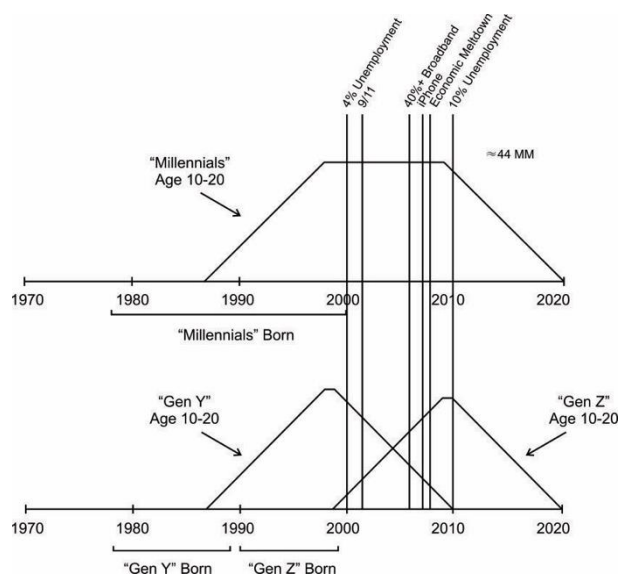 4% Unemployment
9/11
40%+ Broadband
iPhone
Economic Meltdown
10% Unemployment
≈44 MM
“Millennials”
Age 10-20
1970
1980
1990
2000
2010
2020
“Millennials” Born
“Gen Y”
Age 10-20
“Gen Z”
Age 10-20
1970
1980
1990
2000
2010
2020
“Gen Y” Born
“Gen Z” Born